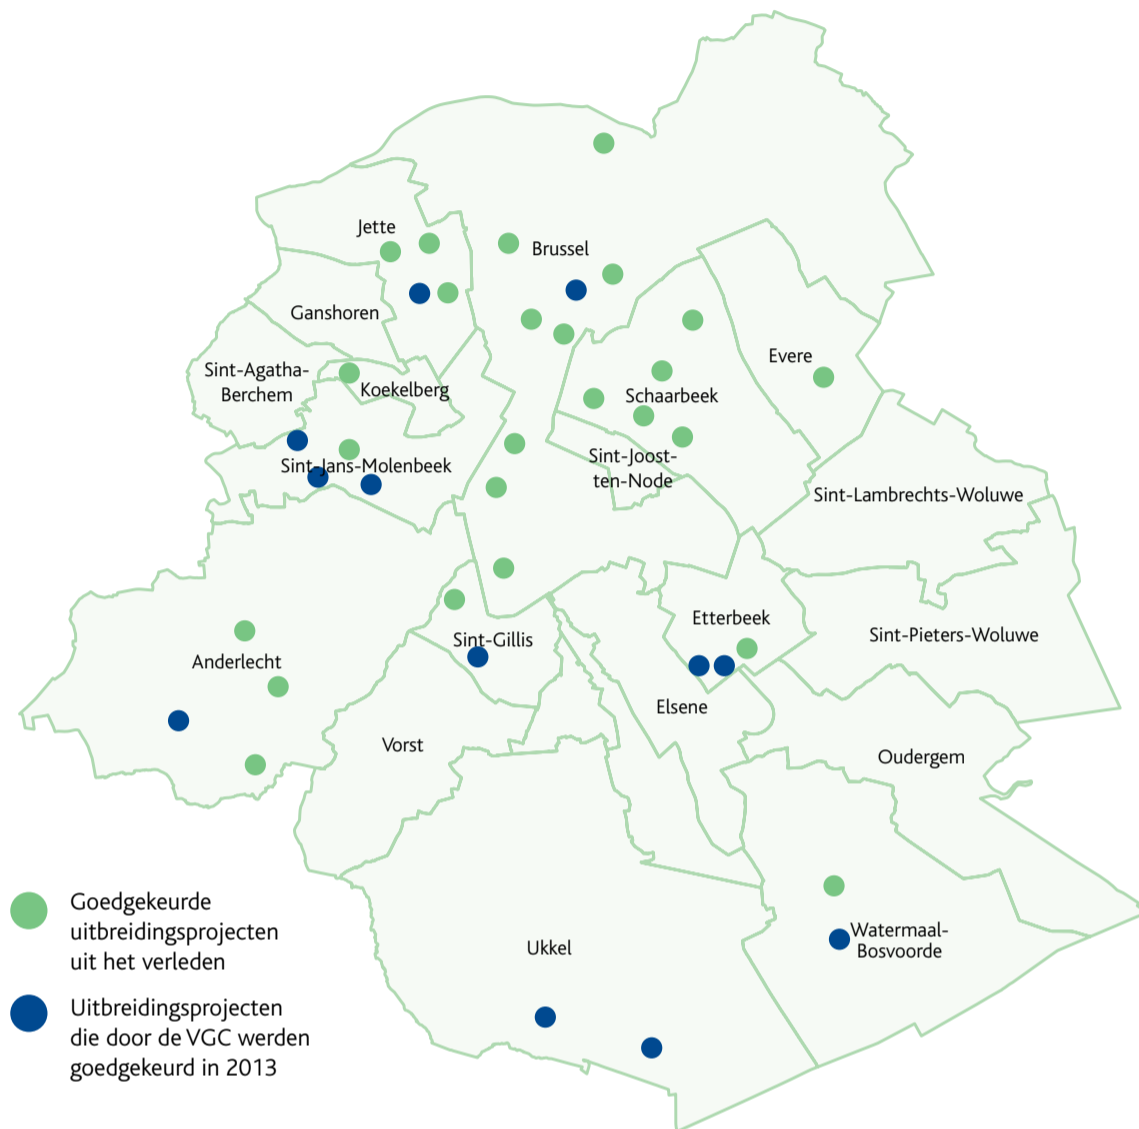 Jette
Brussel
Ganshoren
Evere
Sint-Agatha-
Berchem
Koekelberg
Schaarbeek
Sint-Joost-
ten-Node
Sint-Jans-Molenbeek
Sint-Lambrechts-Woluwe
Etterbeek
Sint-Pieters-Woluwe
Sint-Gillis
Anderlecht
Elsene
Vorst
Oudergem
Ukkel
Watermaal-
Bosvoorde
Goedgekeurde
uitbreidingsprojecten
uit het verleden
Uitbreidingsprojecten
die door de VGC werden
goedgekeurd in 2013